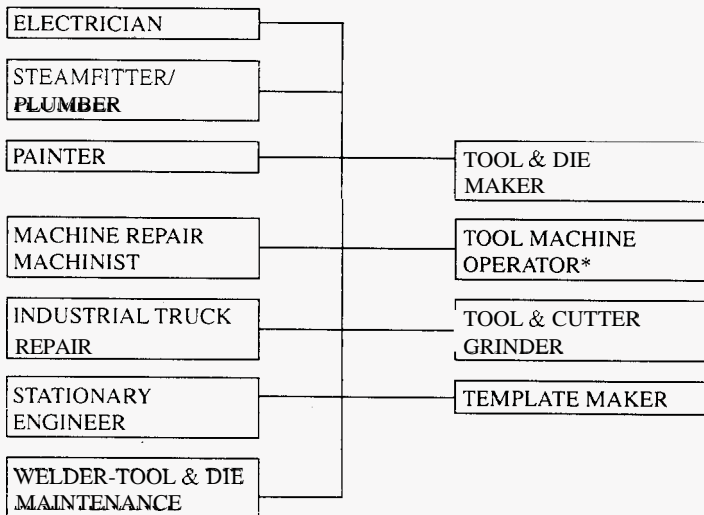 ELECTRICIAN
STEAMFITTER/
PLUMBER
PAINTER
MACHINE REPAIR
MACHINIST
INDUSTRIAL TRUCK
REPAIR
STATIONARY
ENGINEER
WELDER-TOOL & DIE
MAINTENANCE
TOOL & DIE
MAKER
TOOL MACHINE
OPERATOR*
TOOL & CUTTER
GRINDER
TEMPLATE MAKER